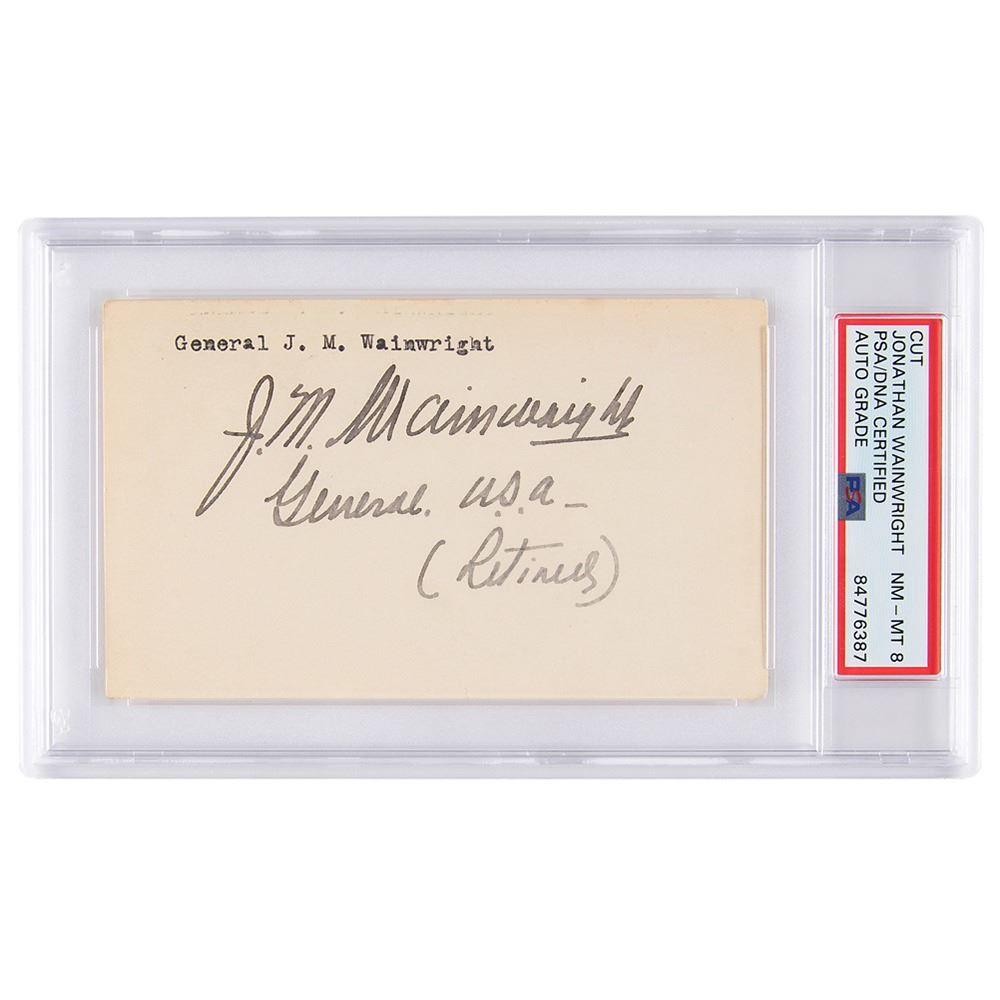 General J. M. Wainwright
J. M. Wainwright
General. U.S.A —
(Retired)
CUT
JONATHAN WAINWRIGHT NM – MT 8
PSA/DNA CERTIFIED
AUTO GRADE 84776387
PSA